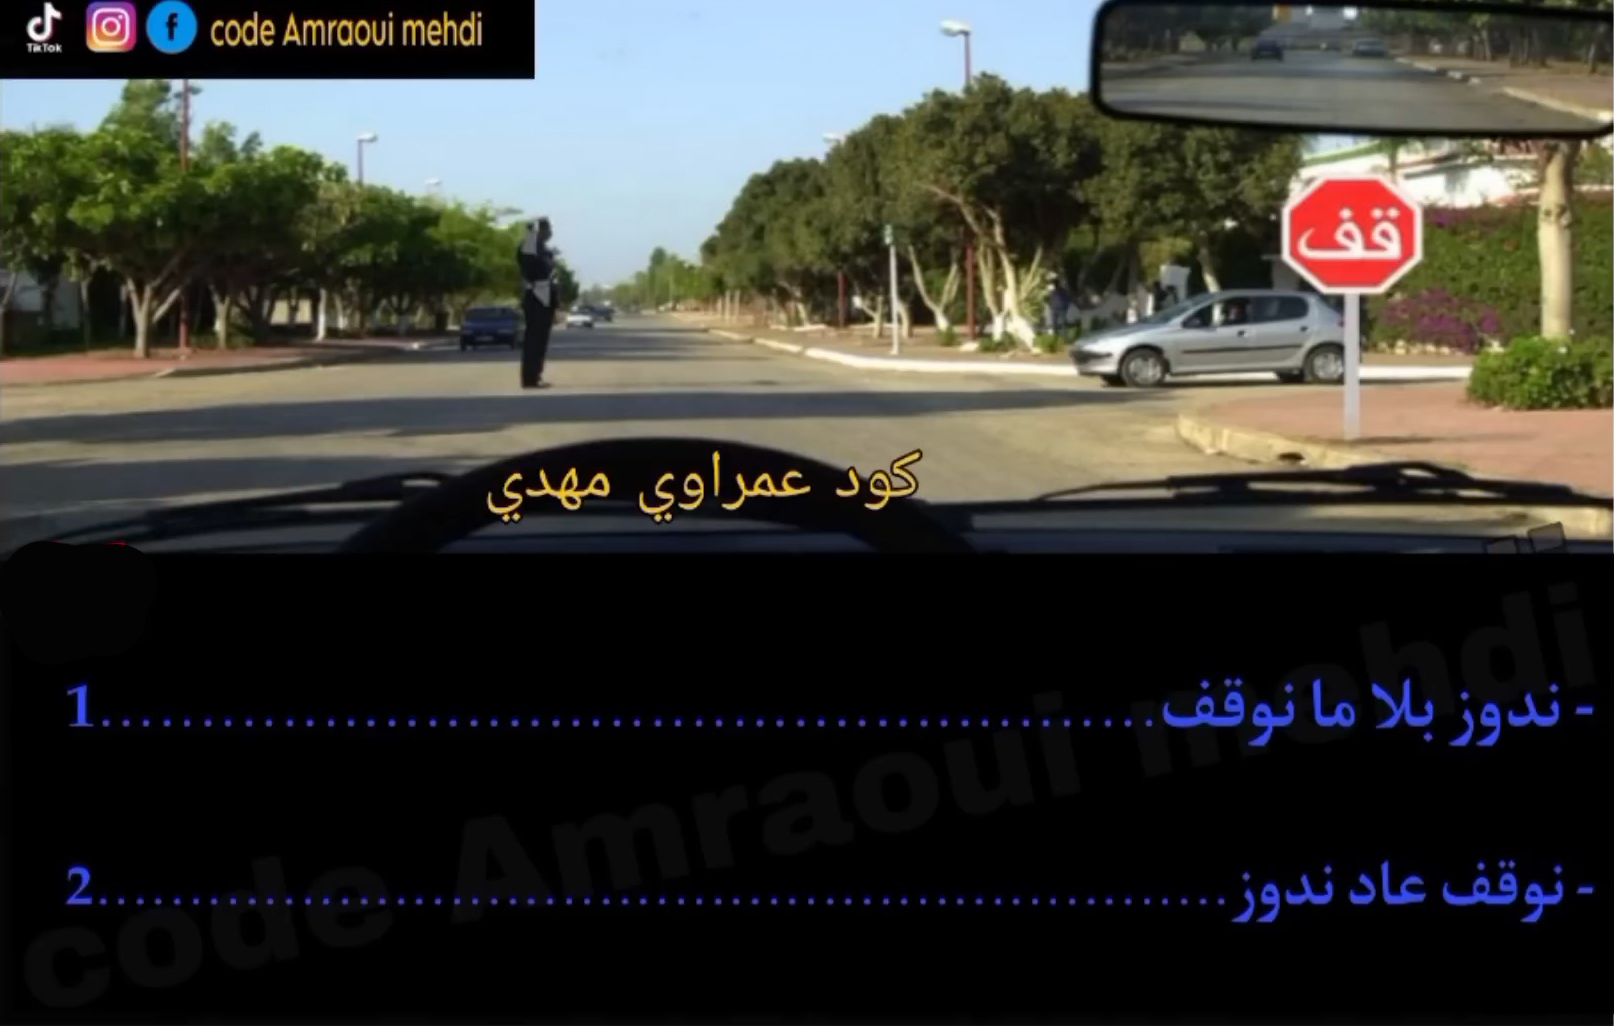 TikTok
code Amraoui mehdi
قف
كود عمراوي مهدي
- ندوز بلا ما نوقف......................................................1
- نوقف عاد ندوز..........................................................2
code Amraoui mehdi